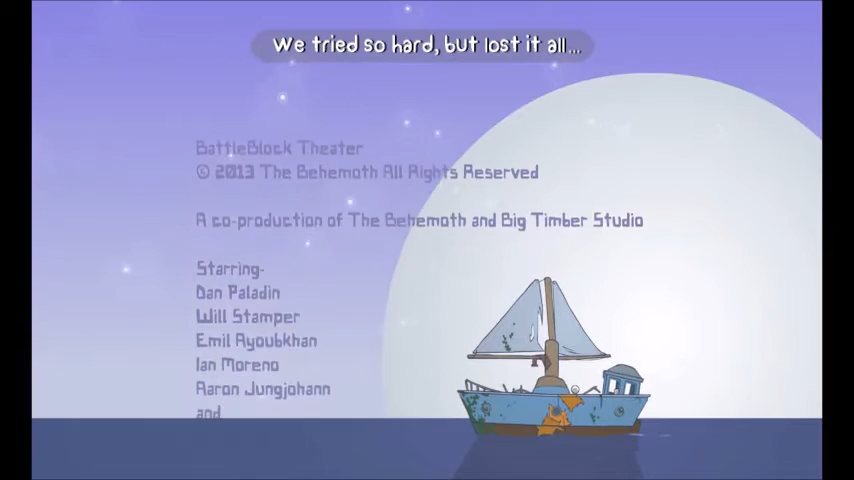 We tried so hard, but lost it all...
BattleBlock Theater
© 2013 The Behemoth All Rights Reserved
A co-production of The Behemoth and Big Timber Studio
Starring-
Dan Paladin
Will Stamper
Emil Ayoubkhan
Ian Moreno
Aaron Jungjohann
and